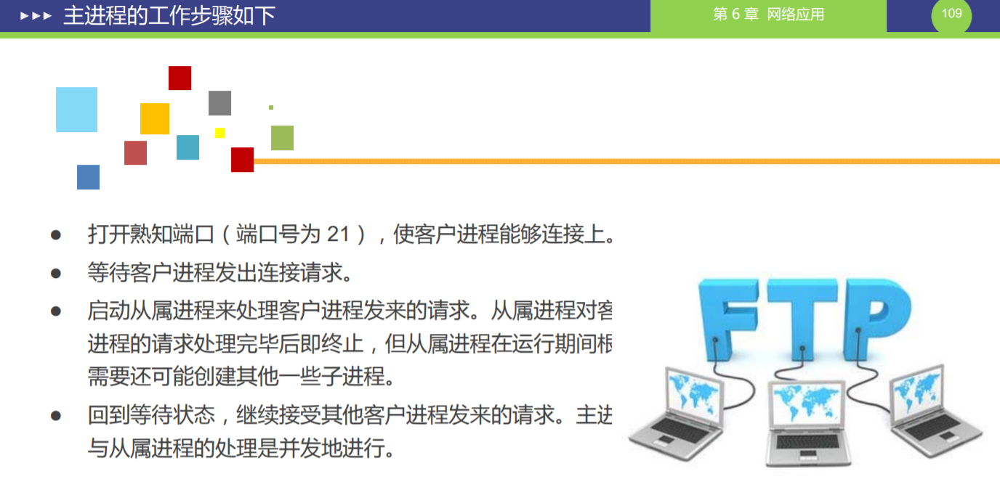 主进程的工作步骤如下
第 6 章 网络应用
109
● 打开熟知端口（端口号为 21），使客户进程能够连接上。
● 等待客户进程发出连接请求。
● 启动从属进程来处理客户进程发来的请求。从属进程对客
进程的请求处理完毕后即终止，但从属进程在运行期间根
需要还可能创建其他一些子进程。
● 回到等待状态，继续接受其他客户进程发来的请求。主进
与从属进程的处理是并发地进行。
FTP